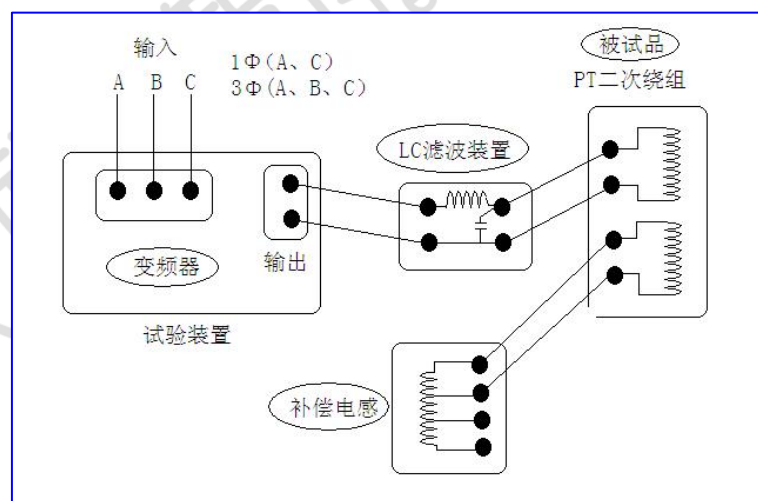 输入
A B C
1Φ(A、C)
3Φ(A、B、C)
被试品
PT二次绕组
LC滤波装置
变频器
输出
试验装置
补偿电感